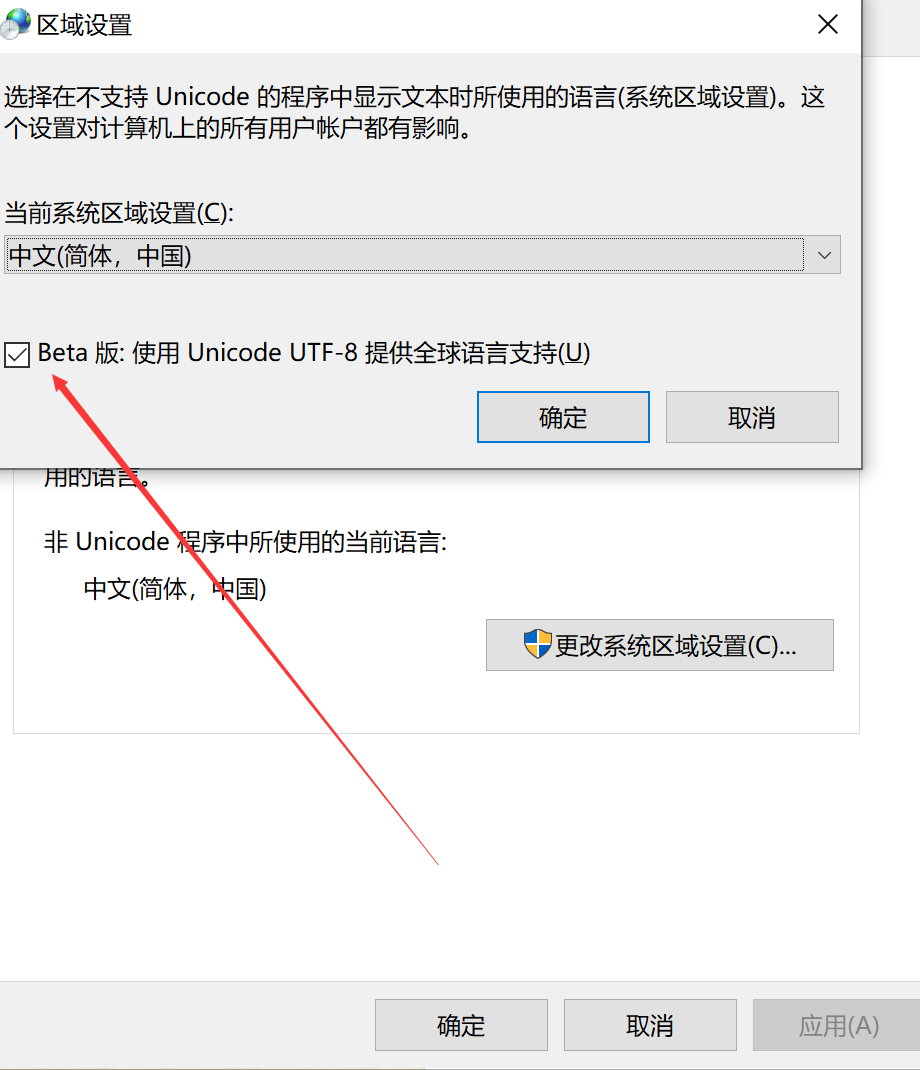 区域设置
选择在不支持 Unicode 的程序中显示文本时所使用的语言(系统区域设置)。这
个设置对计算机上的所有用户帐户都有影响。
当前系统区域设置(C):
中文(简体，中国)
Beta 版: 使用 Unicode UTF-8 提供全球语言支持(U)
确定
取消
用的语言。
非 Unicode 程序中所使用的当前语言:
中文(简体，中国)
更改系统区域设置(C)...
确定
取消
应用(A)